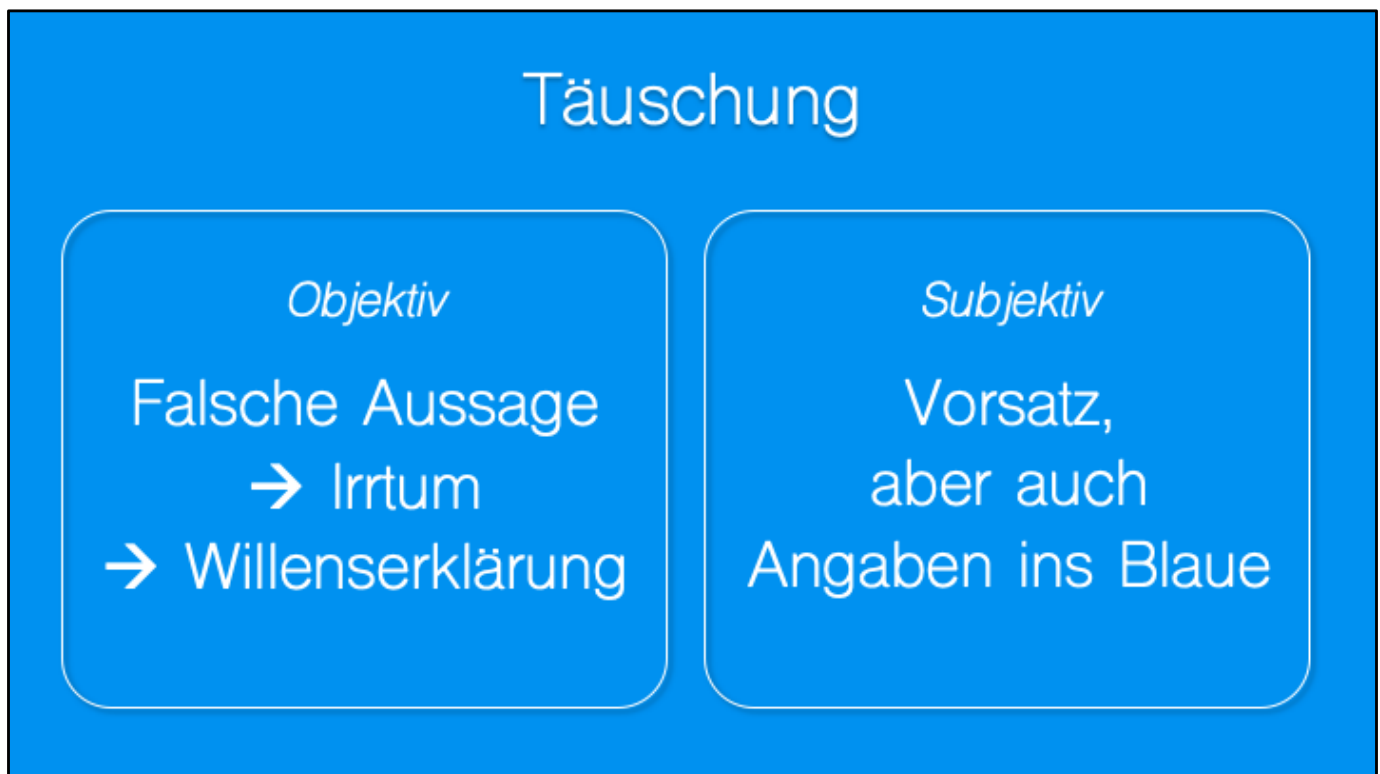 Täuschung
Objektiv
Falsche Aussage
→ Irrtum
→ Willenserklärung
Subjektiv
Vorsatz,
aber auch
Angaben ins Blaue